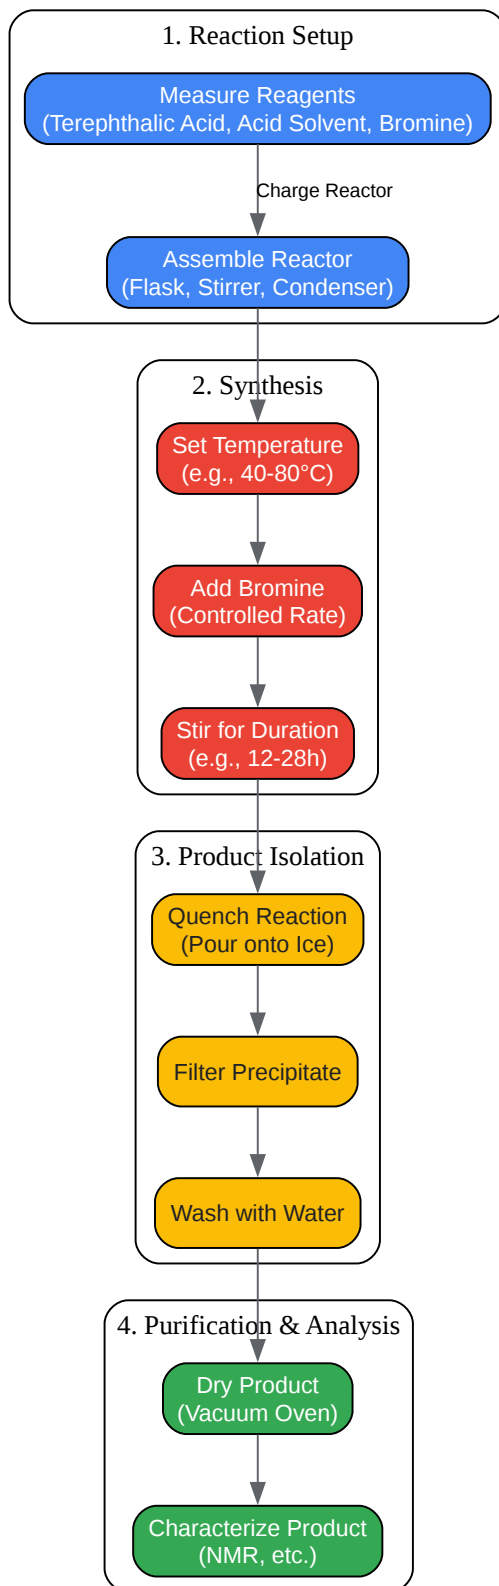 1. Reaction Setup
Measure Reagents
(Terephthalic Acid, Acid Solvent, Bromine)
Charge Reactor
Assemble Reactor
(Flask, Stirrer, Condenser)
2. Synthesis
Set Temperature
(e.g., 40-80°C)
Add Bromine
(Controlled Rate)
Stir for Duration
(e.g., 12-28h)
3. Product Isolation
Quench Reaction
(Pour onto Ice)
Filter Precipitate
Wash with Water
4. Purification & Analysis
Dry Product
(Vacuum Oven)
Characterize Product
(NMR, etc.)